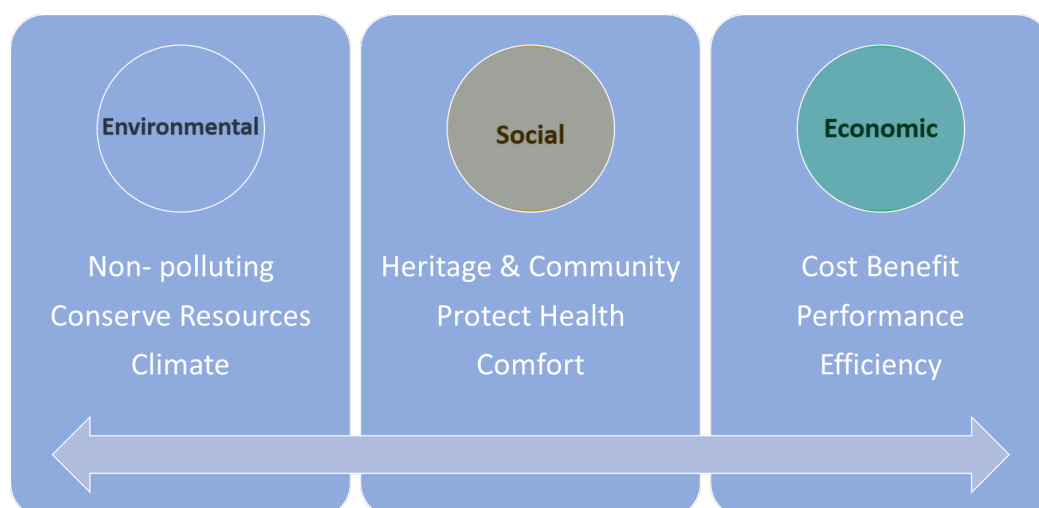 Environmental
Non- polluting
Conserve Resources
Climate
Social
Heritage & Community
Protect Health
Comfort
Economic
Cost Benefit
Performance
Efficiency